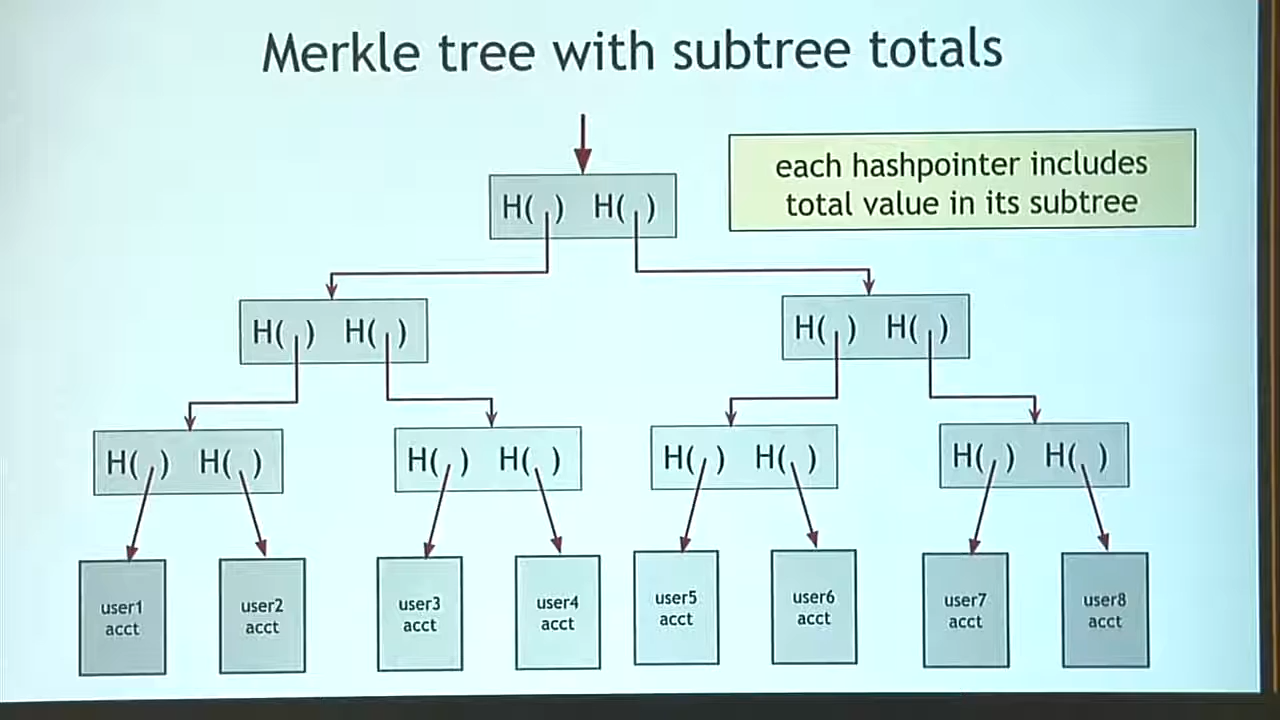 Merkle tree with subtree totals
each hashpointer includes
total value in its subtree
H( ) H( )
H( ) H( )
H( ) H( )
H( ) H( )
H( ) H( )
H( ) H( )
H( ) H( )
user1
acct
user2
acct
user3
acct
user4
acct
user5
acct
user6
acct
user7
acct
user8
acct